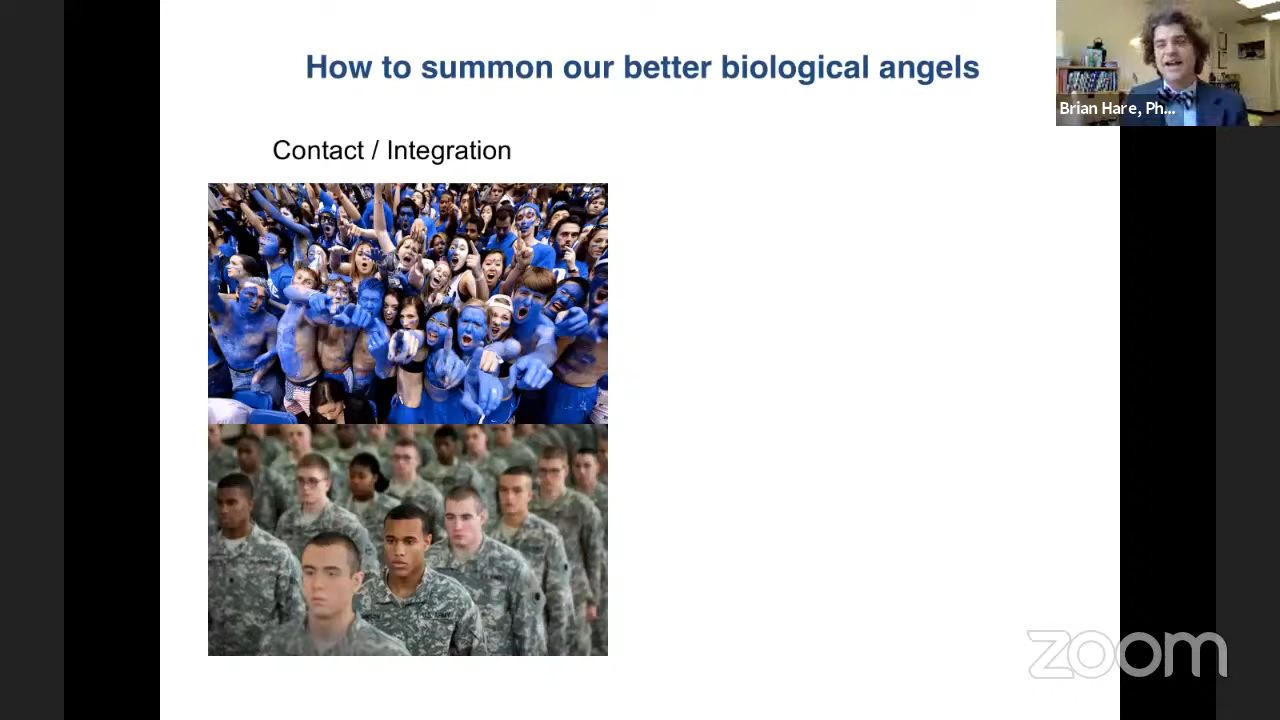 How to summon our better biological angels
Brian Hare, Ph...
Contact / Integration
zoom